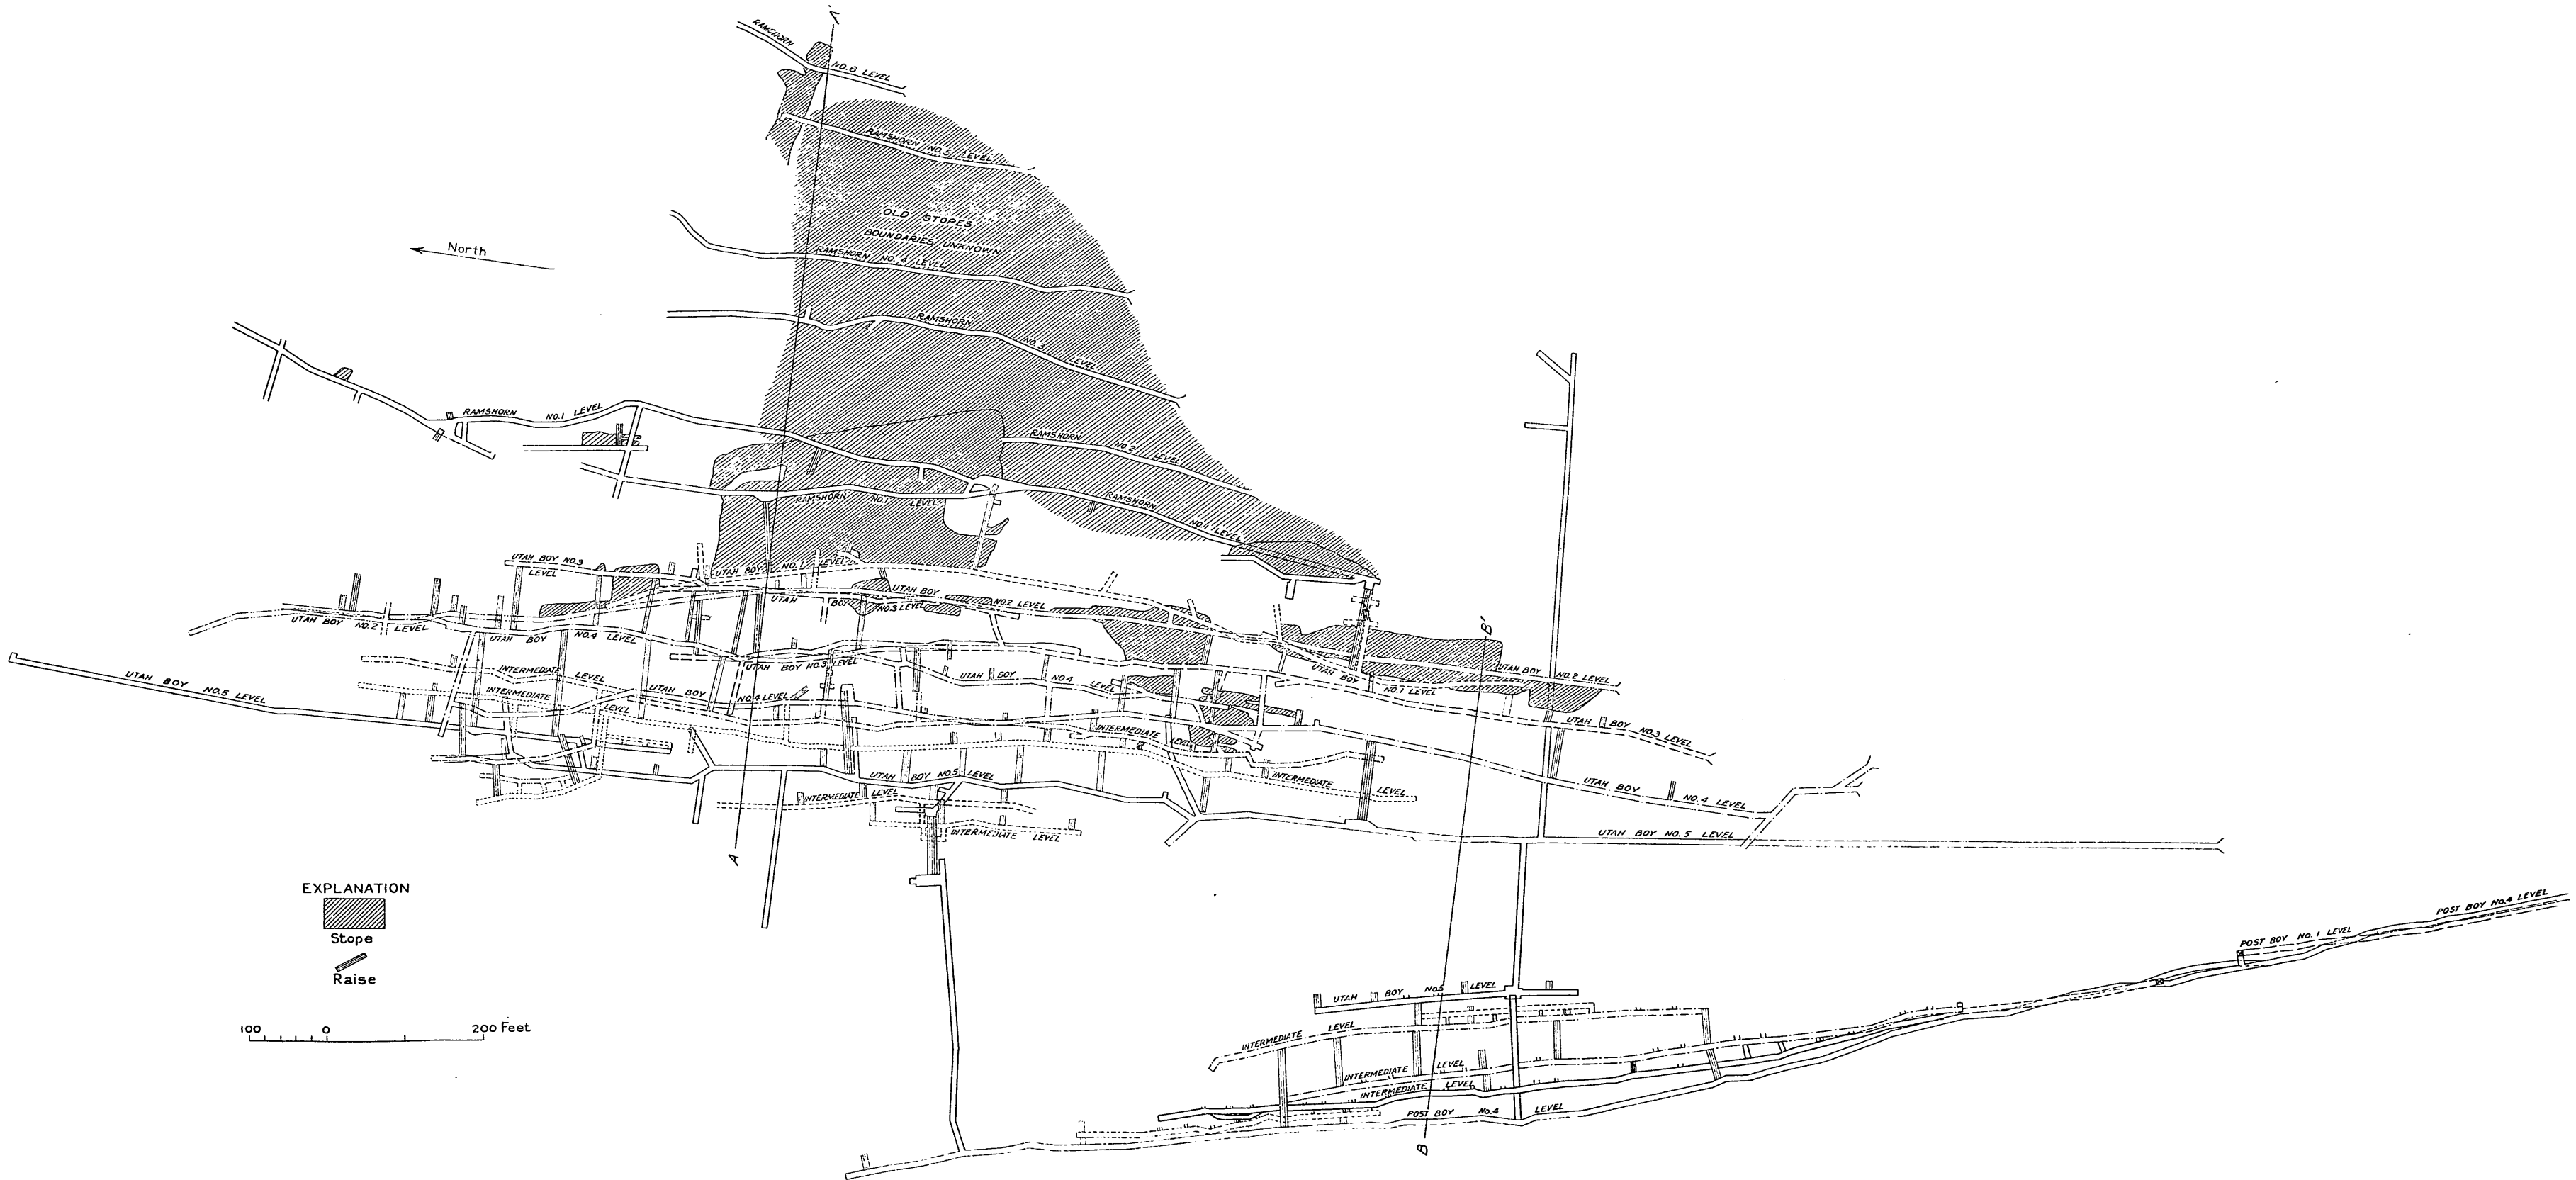 A'
RAMSHORN NO. 6 LEVEL
RAMSHORN NO. 5 LEVEL
OLD STOPES
BOUNDARIES UNKNOWN
RAMSHORN NO. 4 LEVEL
North
RAMSHORN NO. 3 LEVEL
RAMSHORN NO. 1 LEVEL
RAMSHORN NO. 2 LEVEL
RAMSHORN NO. 1 LEVEL
RAMSHORN NO. 1 LEVEL
UTAH BOY NO. 3 LEVEL
UTAH BOY NO. 1 LEVEL
UTAH BOY NO. 2 LEVEL
UTAH BOY NO. 3 LEVEL
UTAH BOY NO. 2 LEVEL
UTAH BOY NO. 4 LEVEL
B'
UTAH BOY NO. 5 LEVEL
INTERMEDIATE LEVEL
UTAH BOY NO. 3 LEVEL
UTAH BOY NO. 1 LEVEL
UTAH BOY NO. 2 LEVEL
INTERMEDIATE LEVEL
UTAH BOY NO. 4 LEVEL
UTAH BOY NO. 4 LEVEL
UTAH BOY NO. 3 LEVEL
INTERMEDIATE LEVEL
UTAH BOY NO. 5 LEVEL
INTERMEDIATE LEVEL
UTAH BOY NO. 4 LEVEL
INTERMEDIATE LEVEL
INTERMEDIATE LEVEL
UTAH BOY NO. 5 LEVEL
A
EXPLANATION
Stope
Raise
100 0 200 Feet
POST BOY NO. 4 LEVEL
POST BOY NO. 1 LEVEL
UTAH BOY NO. 5 LEVEL
INTERMEDIATE LEVEL
INTERMEDIATE LEVEL
INTERMEDIATE LEVEL
POST BOY NO. 4 LEVEL
B